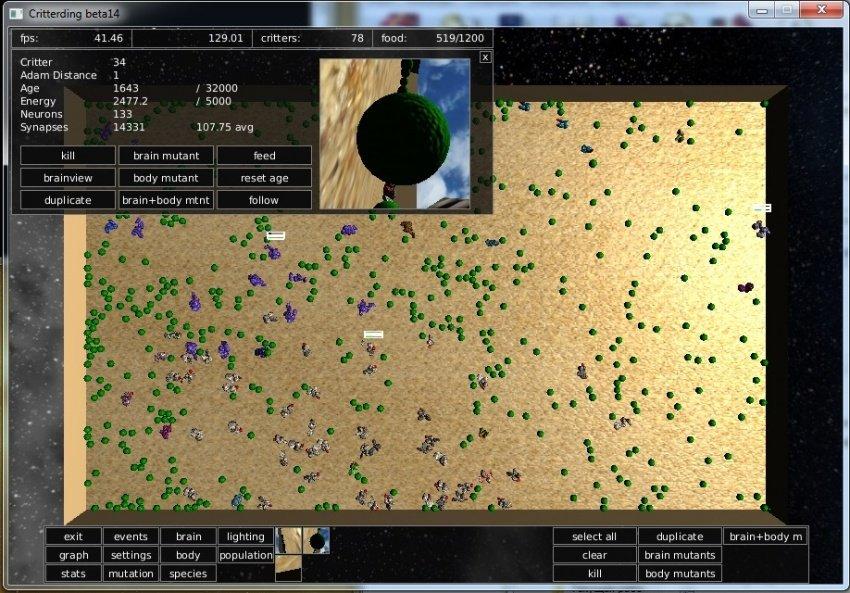 Critterding beta14
fps: 41.46 129.01 critters: 78 food: 519/1200
x
Critter 34
Adam Distance 1
Age 1643 / 32000
Energy 2477.2 / 5000
Neurons 133
Synapses 14331 107.75 avg
kill brain mutant feed
brainview body mutant reset age
duplicate brain+body mtnt follow
exit events brain lighting select all duplicate brain+body m
graph settings body population clear brain mutants
stats mutation species kill body mutants